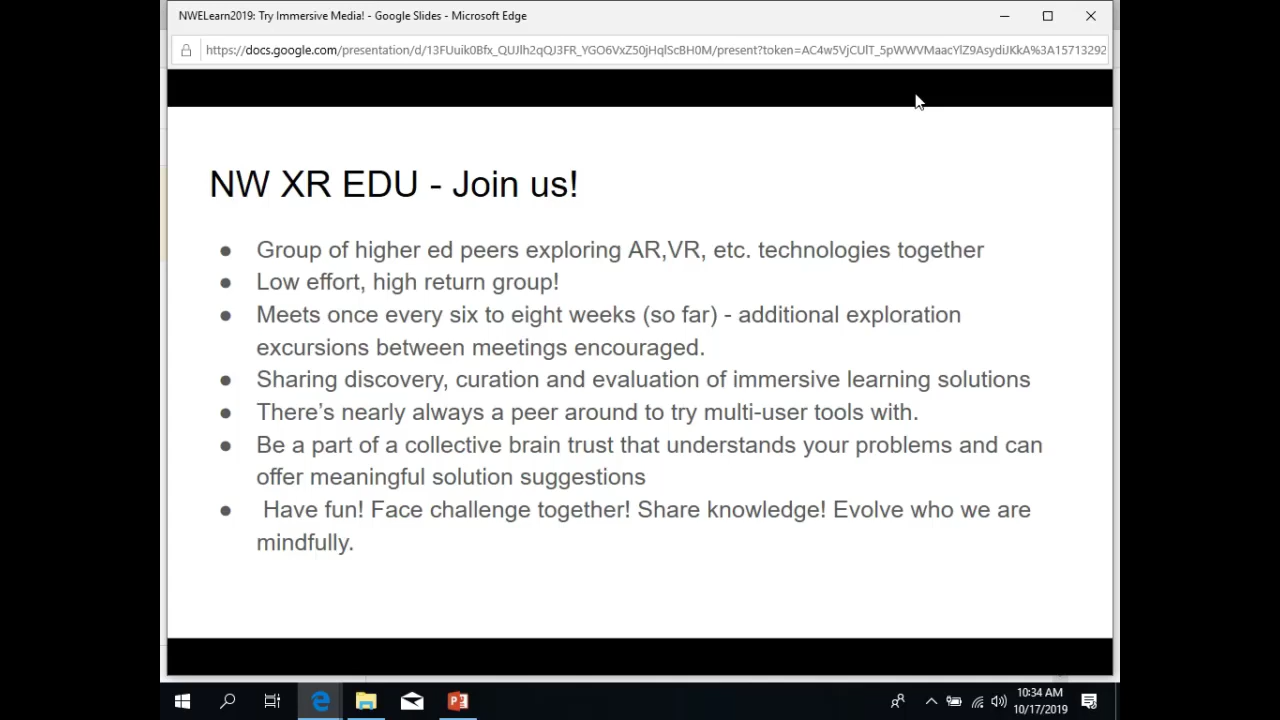 NWELearn2019: Try Immersive Media! - Google Slides - Microsoft Edge
https://docs.google.com/presentation/d/13FUuik0Bfx_QUJlh2qQJ3FR_YGO6VxZ50jHqlScBH0M/present?token=AC4w5VjCUlT_5pWWVMaacYlZ9AsydiJKkA%3A15713292
NW XR EDU - Join us!
● Group of higher ed peers exploring AR,VR, etc. technologies together
● Low effort, high return group!
● Meets once every six to eight weeks (so far) - additional exploration
excursions between meetings encouraged.
● Sharing discovery, curation and evaluation of immersive learning solutions
● There’s nearly always a peer around to try multi-user tools with.
● Be a part of a collective brain trust that understands your problems and can
offer meaningful solution suggestions
● Have fun! Face challenge together! Share knowledge! Evolve who we are
mindfully.
10:34 AM
10/17/2019